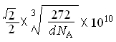 √2/2 × ∛(272/(dN_A)) × 10^10